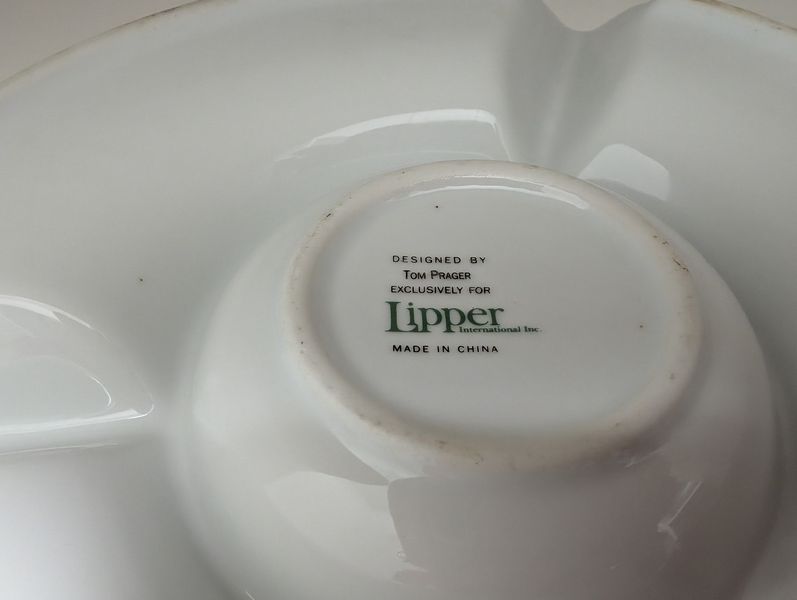 DESIGNED BY
TOM PRAGER
EXCLUSIVELY FOR
Lipper
International Inc.
MADE IN CHINA